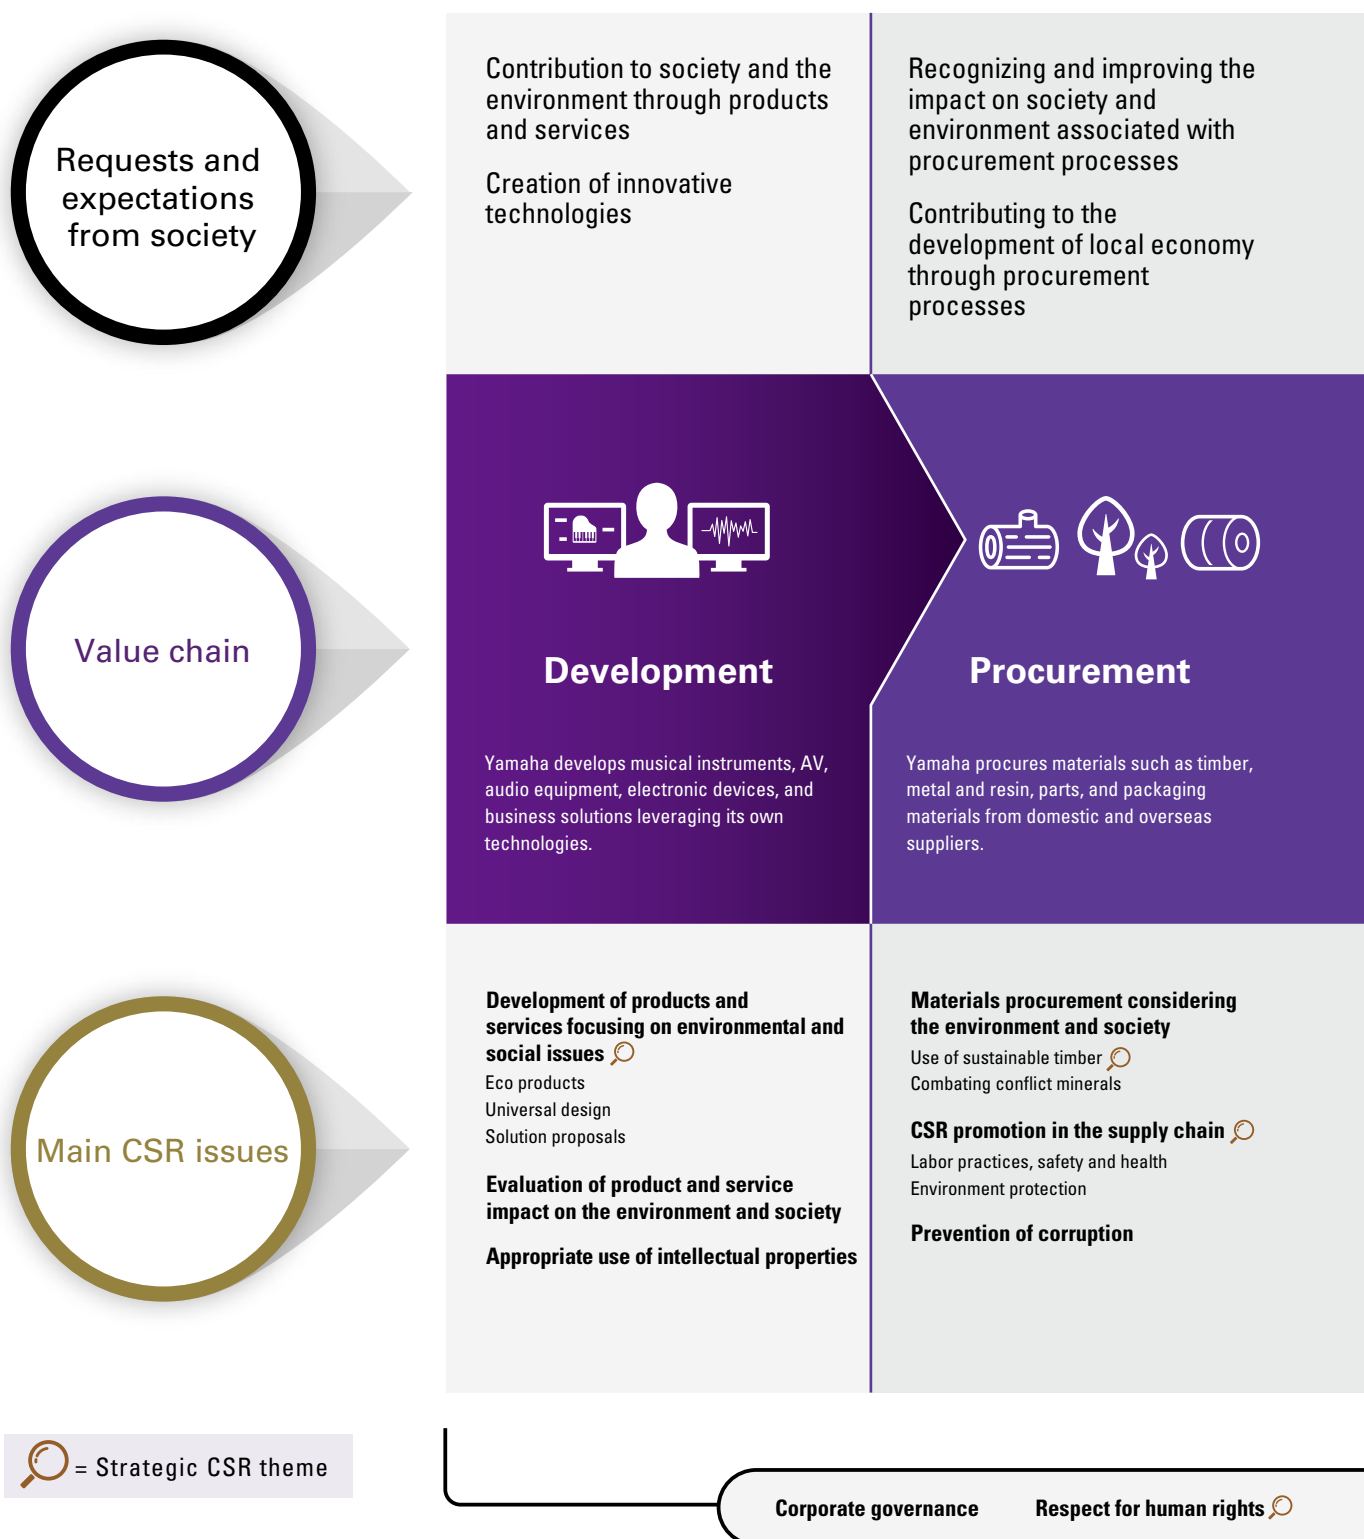 Requests and
expectations
from society
Contribution to society and the
environment through products
and services
Creation of innovative
technologies
Recognizing and improving the
impact on society and
environment associated with
procurement processes
Contributing to the
development of local economy
through procurement
processes
Value chain
Development
Yamaha develops musical instruments, AV,
audio equipment, electronic devices, and
business solutions leveraging its own
technologies.
Procurement
Yamaha procures materials such as timber,
metal and resin, parts, and packaging
materials from domestic and overseas
suppliers.
Main CSR issues
Development of products and
services focusing on environmental and
social issues
Eco products
Universal design
Solution proposals
Evaluation of product and service
impact on the environment and society
Appropriate use of intellectual properties
Materials procurement considering
the environment and society
Use of sustainable timber
Combating conflict minerals
CSR promotion in the supply chain
Labor practices, safety and health
Environment protection
Prevention of corruption
= Strategic CSR theme
Corporate governance
Respect for human rights